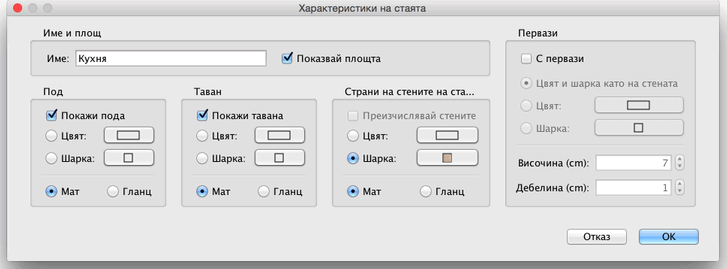 Характеристики на стаята
Име и площ
Име: Кухня
Показвай площта
Под
Покажи пода
Цвят:
Шарка:
Мат Гланц
Таван
Покажи тавана
Цвят:
Шарка:
Мат Гланц
Страни на стените на ста...
Преизчислявай стените
Цвят:
Шарка:
Мат Гланц
Первази
С первази
Цвят и шарка като на стената
Цвят:
Шарка:
Височина (cm): 7
Дебелина (cm): 1
Отказ OK